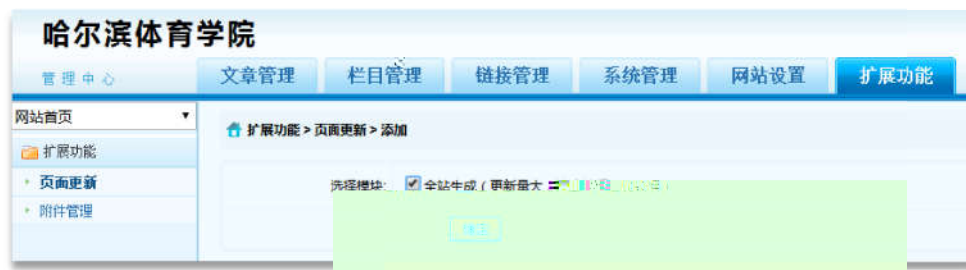 哈尔滨体育学院
管理中心
文章管理 栏目管理 链接管理 系统管理 网站设置 扩展功能
网站首页
扩展功能 > 页面更新 > 添加
扩展功能
页面更新
选择模块: 全站生成（更新量大
附件管理